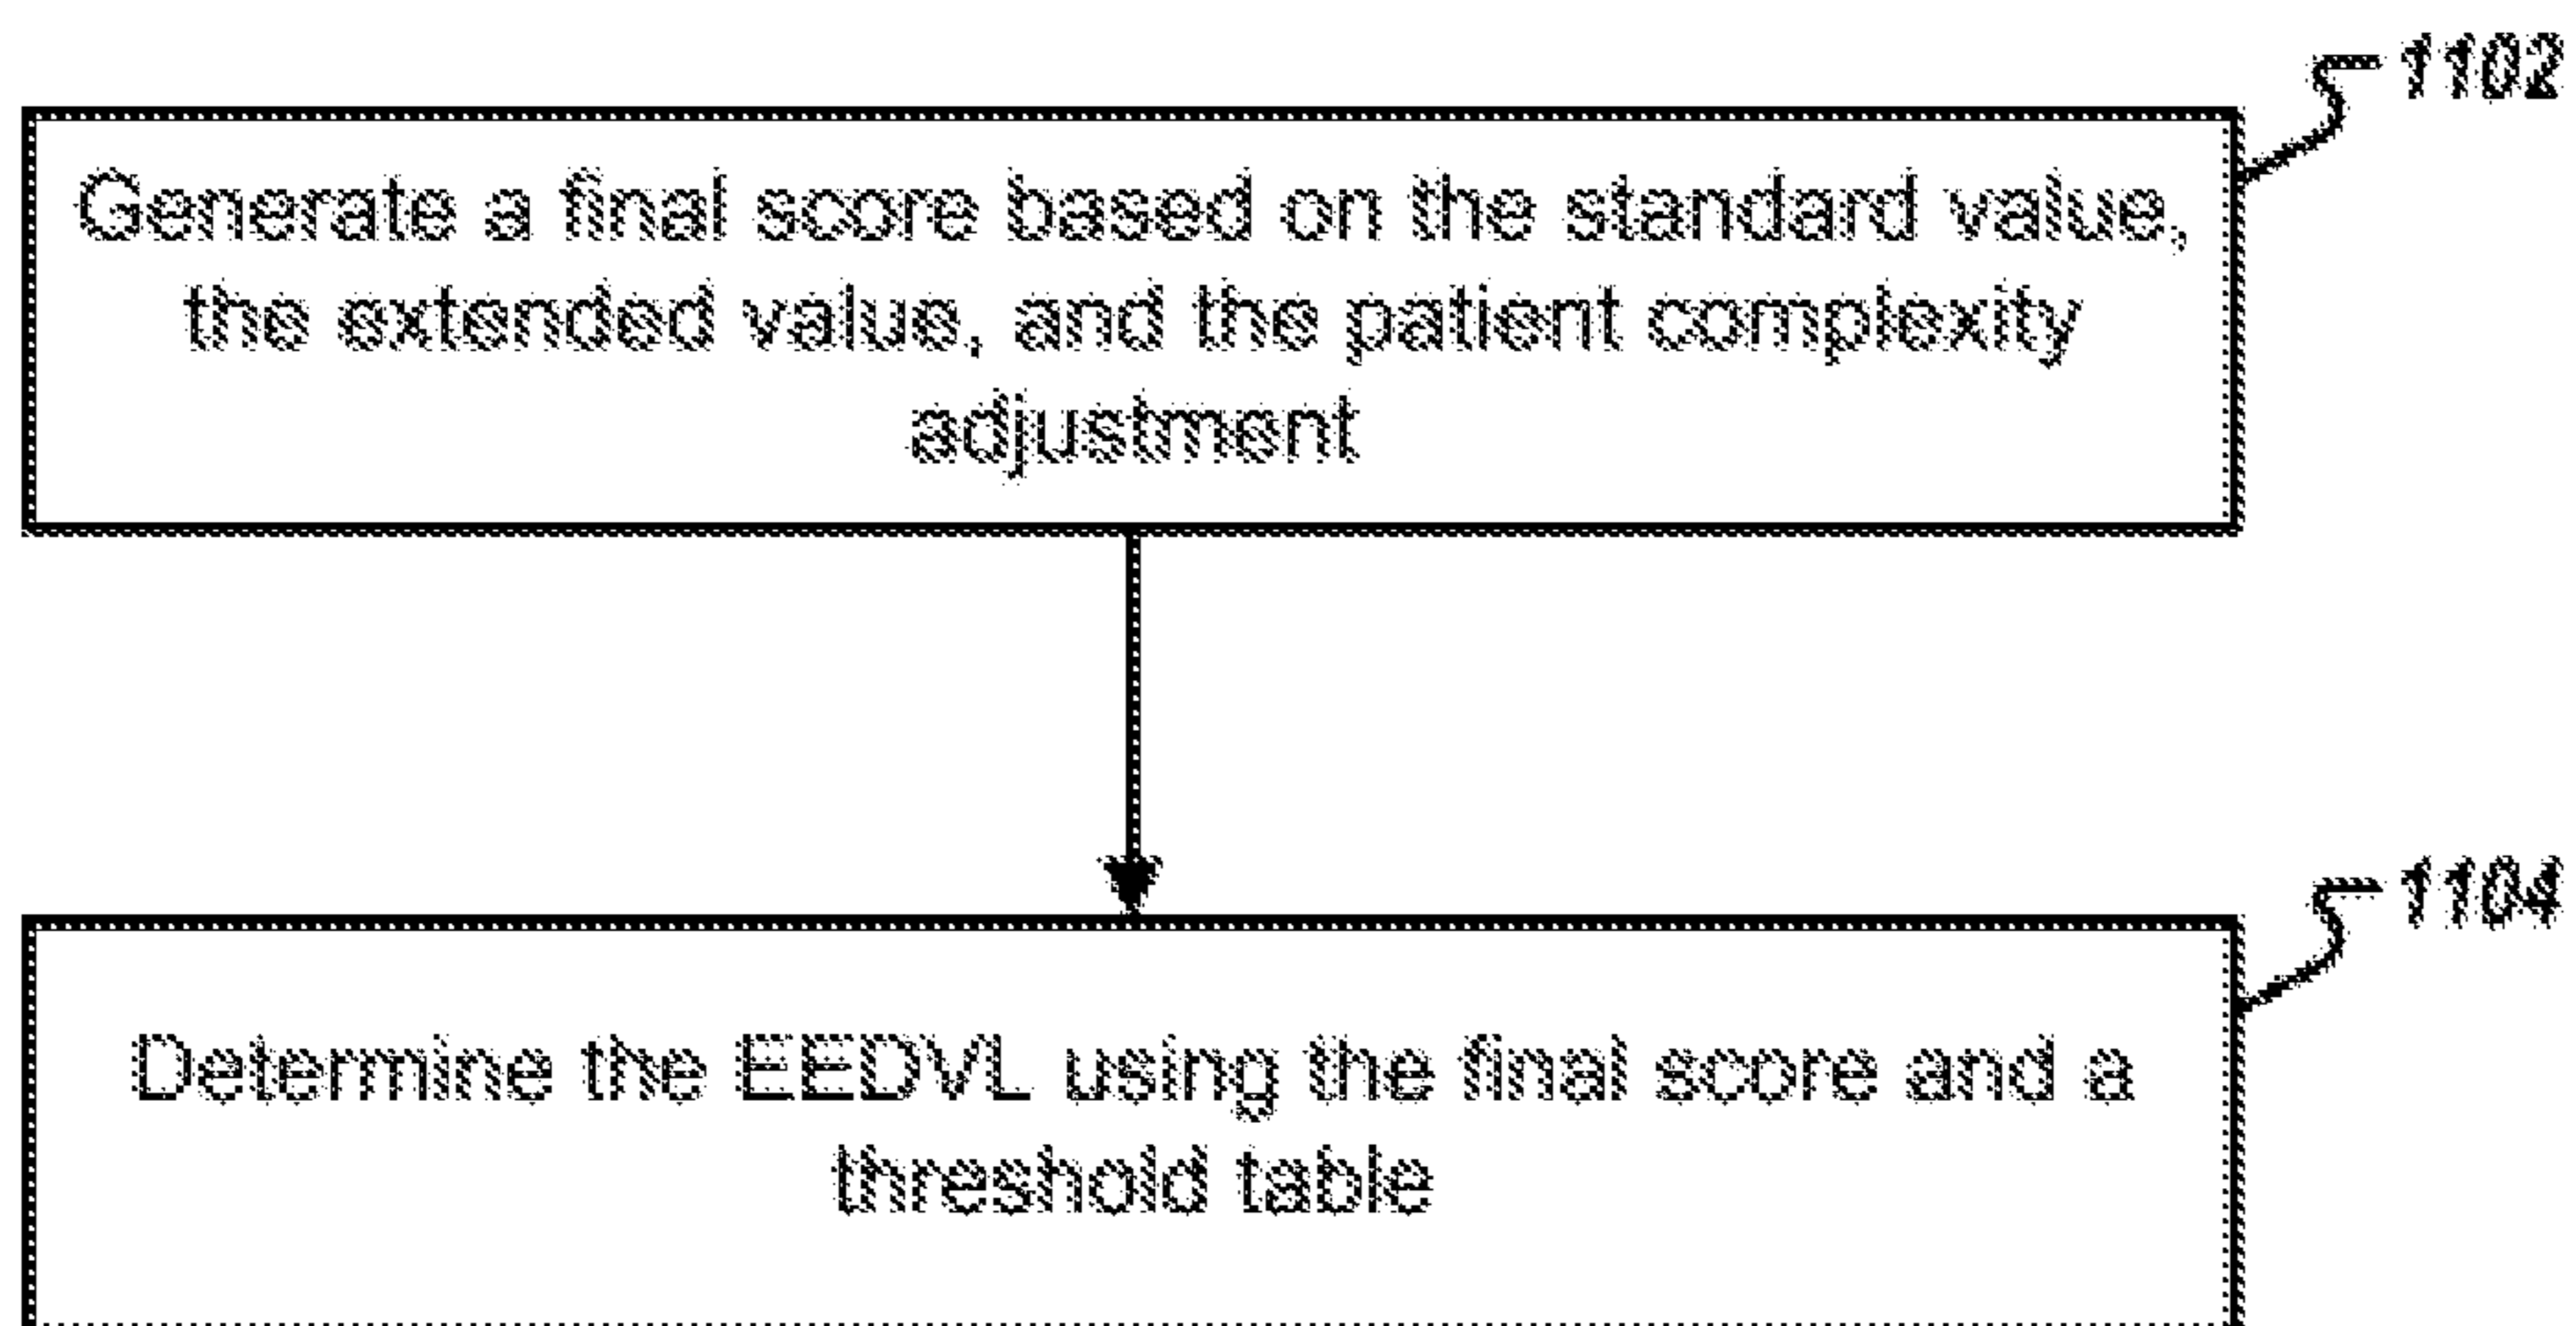 1102
Generate a final score based on the standard value,
the extended value, and the patient complexity
adjustment
1104
Determine the EEDVL using the final score and a
threshold table